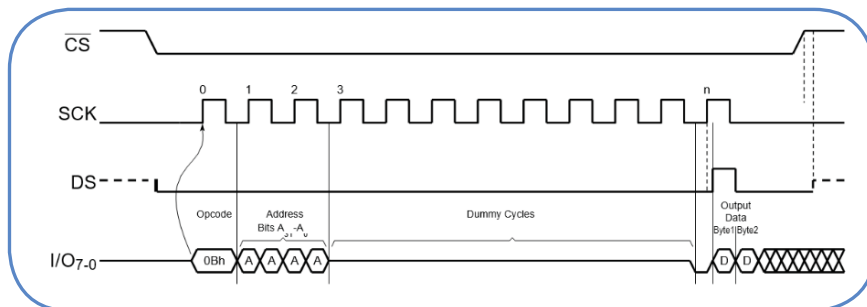 CS
0 1 2 3 n
SCK
DS
Opcode Address Dummy Cycles Output
Bits A31-A0 Data
Byte1 Byte2
I/O7-0 0Bh A A A A D D